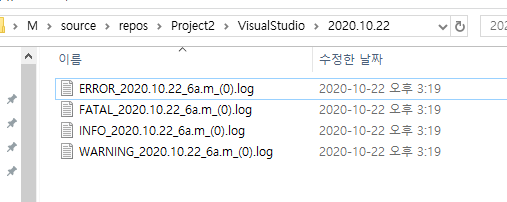 M > source > repos > Project2 > VisualStudio > 2020.10.22
202
이름 수정한 날짜
ERROR_2020.10.22_6a.m_(0).log 2020-10-22 오후 3:19
FATAL_2020.10.22_6a.m_(0).log 2020-10-22 오후 3:19
INFO_2020.10.22_6a.m_(0).log 2020-10-22 오후 3:19
WARNING_2020.10.22_6a.m_(0).log 2020-10-22 오후 3:19